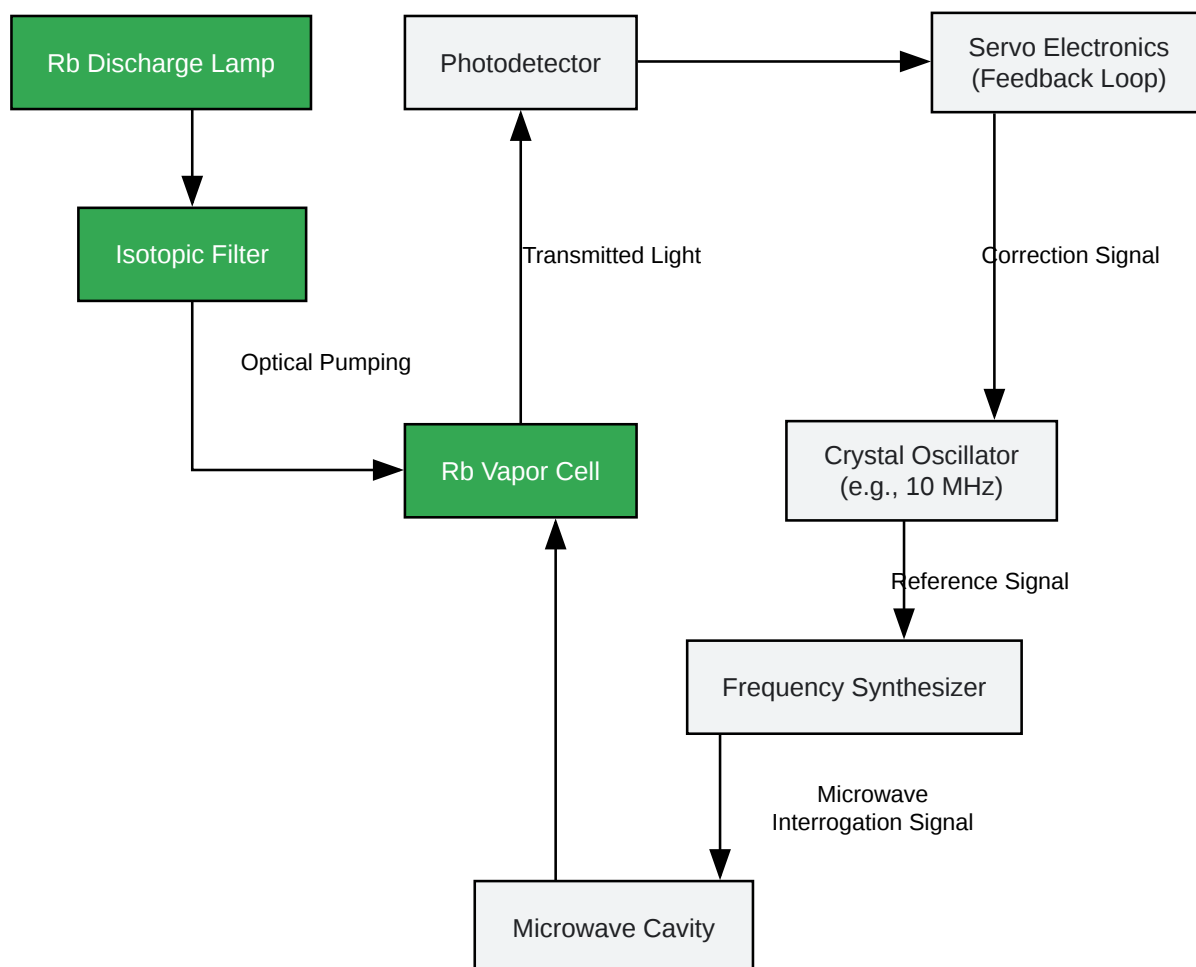 Rb Discharge Lamp
Photodetector
Servo Electronics
(Feedback Loop)
Isotopic Filter
Transmitted Light
Correction Signal
Optical Pumping
Rb Vapor Cell
Crystal Oscillator
(e.g., 10 MHz)
Reference Signal
Frequency Synthesizer
Microwave
Interrogation Signal
Microwave Cavity